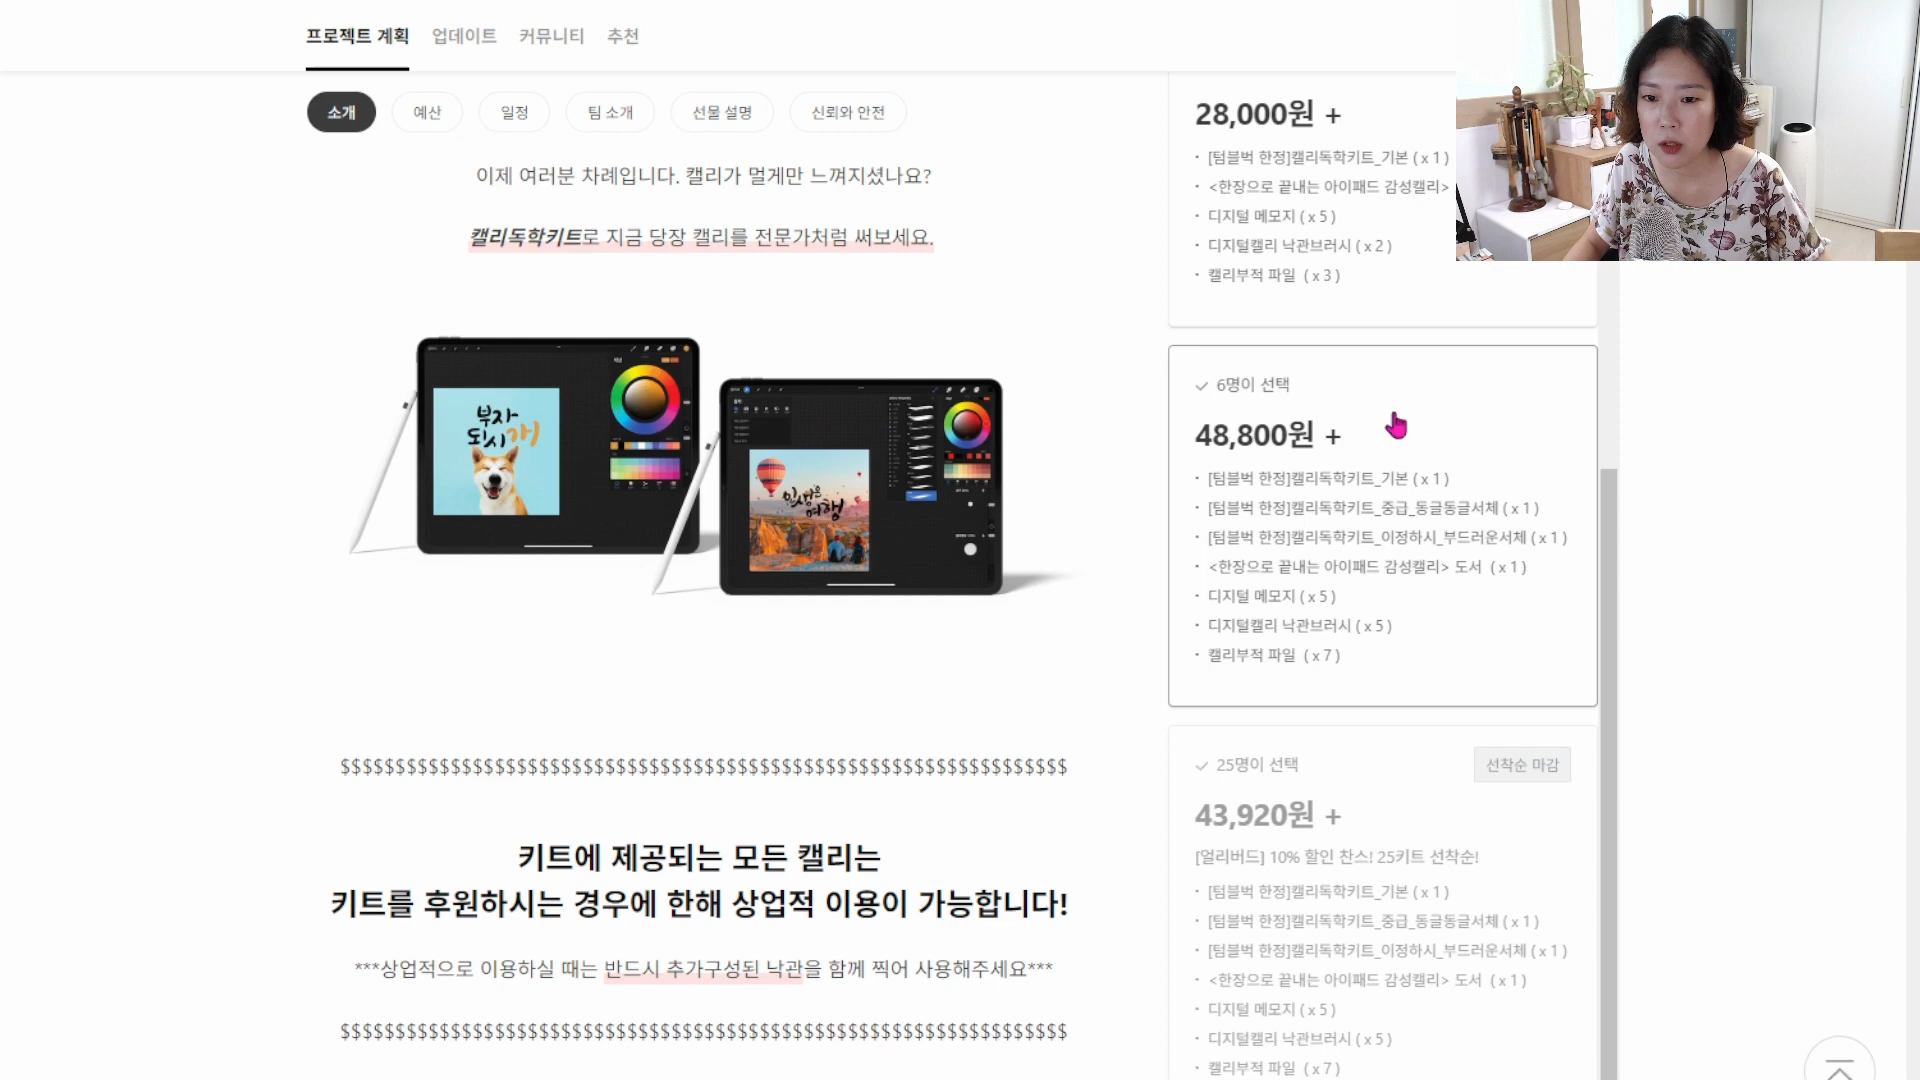 프로젝트 계획 업데이트 커뮤니티 추천
소개 예산 일정 팀 소개 선물 설명 신뢰와 안전
이제 여러분 차례입니다. 캘리가 멀게만 느껴지셨나요?
캘리독학키트로 지금 당장 캘리를 전문가처럼 써보세요.
부자
되시개
인생은
여행
$$$$$$$$$$$$$$$$$$$$$$$$$$$$$$$$$$$$$$$$$$$$$$$$$$$$$$$$$$$$$$$$$$
키트에 제공되는 모든 캘리는
키트를 후원하시는 경우에 한해 상업적 이용이 가능합니다!
***상업적으로 이용하실 때는 반드시 추가구성된 낙관을 함께 찍어 사용해주세요***
$$$$$$$$$$$$$$$$$$$$$$$$$$$$$$$$$$$$$$$$$$$$$$$$$$$$$$$$$$$$$$$$$$
28,000원 +
· [텀블벅 한정]캘리독학키트_기본 ( x 1 )
· <한장으로 끝내는 아이패드 감성캘리>
· 디지털 메모지 ( x 5 )
· 디지털캘리 낙관브러시 ( x 2 )
· 캘리부적 파일 ( x 3 )
✓ 6명이 선택
48,800원 +
· [텀블벅 한정]캘리독학키트_기본 ( x 1 )
· [텀블벅 한정]캘리독학키트_중급_동글동글서체 ( x 1 )
· [텀블벅 한정]캘리독학키트_이정하시_부드러운서체 ( x 1 )
· <한장으로 끝내는 아이패드 감성캘리> 도서 ( x 1 )
· 디지털 메모지 ( x 5 )
· 디지털캘리 낙관브러시 ( x 5 )
· 캘리부적 파일 ( x 7 )
✓ 25명이 선택 선착순 마감
43,920원 +
[얼리버드] 10% 할인 찬스! 25키트 선착순!
· [텀블벅 한정]캘리독학키트_기본 ( x 1 )
· [텀블벅 한정]캘리독학키트_중급_동글동글서체 ( x 1 )
· [텀블벅 한정]캘리독학키트_이정하시_부드러운서체 ( x 1 )
· <한장으로 끝내는 아이패드 감성캘리> 도서 ( x 1 )
· 디지털 메모지 ( x 5 )
· 디지털캘리 낙관브러시 ( x 5 )
· 캘리부적 파일 ( x 7 )